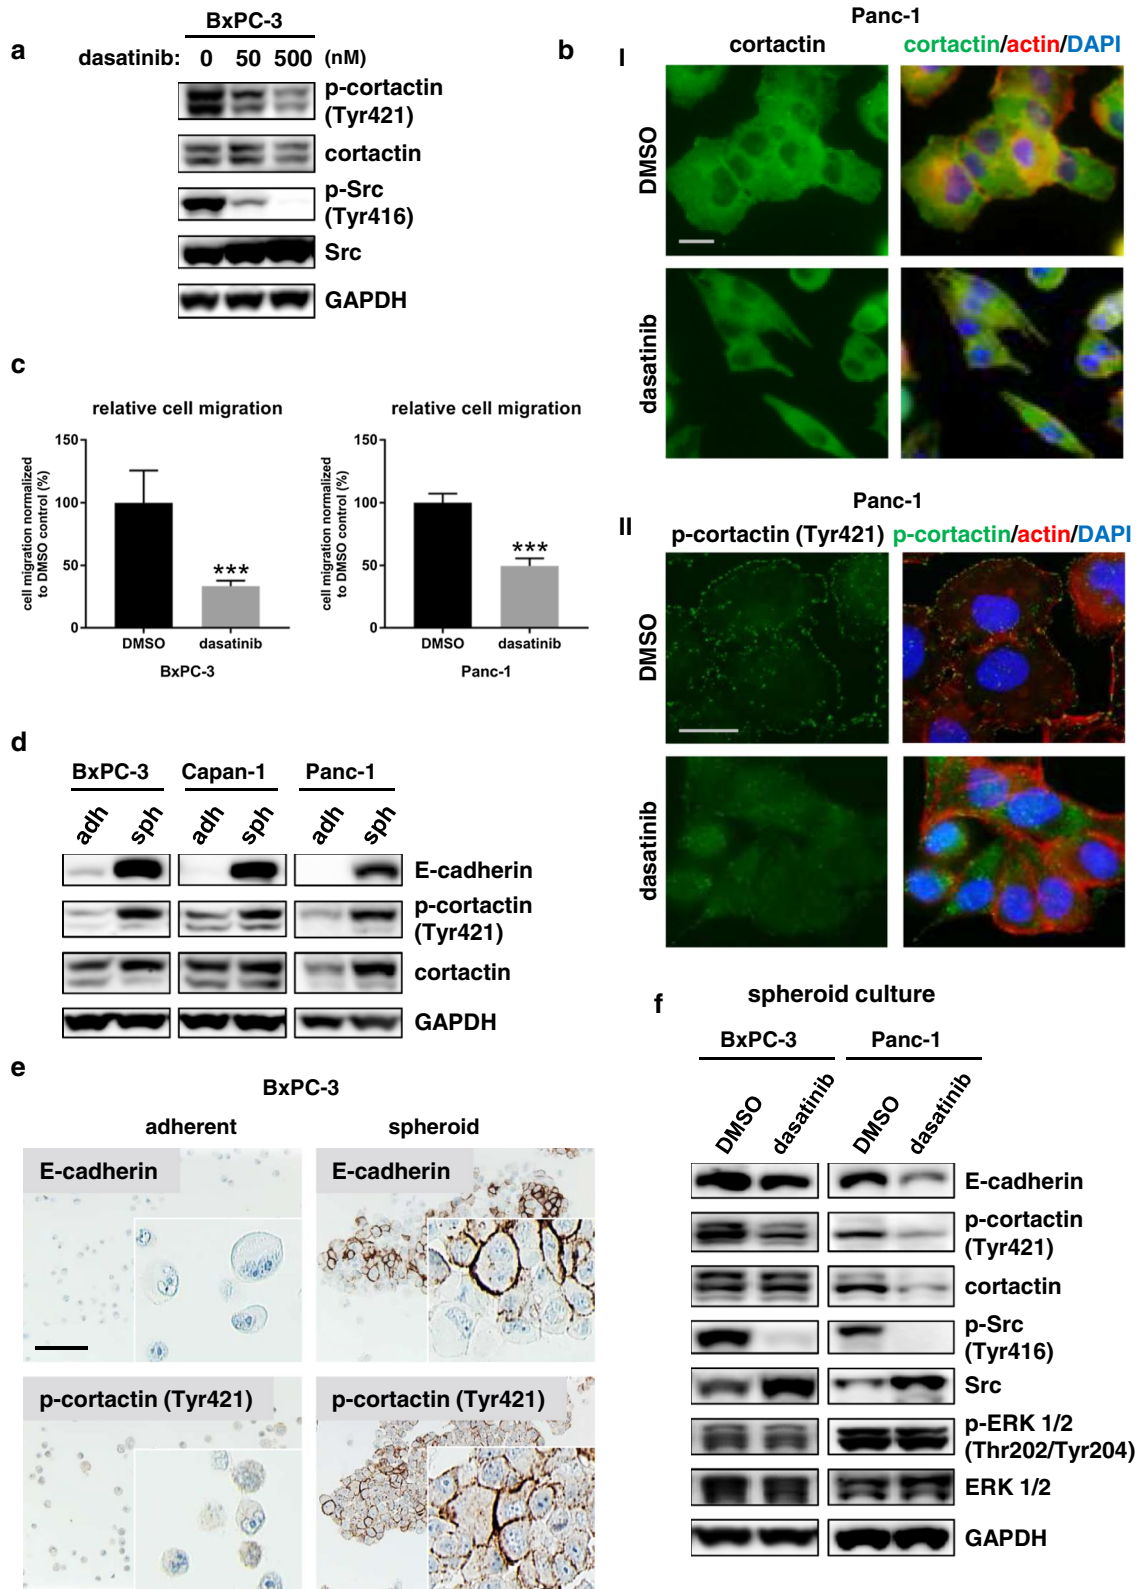 a
BxPC-3
dasatinib: 0 50 500 (nM)
p-cortactin
(Tyr421)
cortactin
p-Src
(Tyr416)
Src
GAPDH
b
I
Panc-1
cortactin
cortactin/actin/DAPI
DMSO
dasatinib
II
Panc-1
p-cortactin (Tyr421)
p-cortactin/actin/DAPI
DMSO
dasatinib
c
relative cell migration
cell migration normalized
to DMSO control (%)
150
100
50
0
***
DMSO
dasatinib
BxPC-3
relative cell migration
cell migration normalized
to DMSO control (%)
150
100
50
0
***
DMSO
dasatinib
Panc-1
d
BxPC-3
Capan-1
Panc-1
adh
sph
adh
sph
adh
sph
E-cadherin
p-cortactin
(Tyr421)
cortactin
GAPDH
e
BxPC-3
adherent
spheroid
E-cadherin
E-cadherin
p-cortactin (Tyr421)
p-cortactin (Tyr421)
f
spheroid culture
BxPC-3
Panc-1
DMSO
dasatinib
DMSO
dasatinib
E-cadherin
p-cortactin
(Tyr421)
cortactin
p-Src
(Tyr416)
Src
p-ERK 1/2
(Thr202/Tyr204)
ERK 1/2
GAPDH